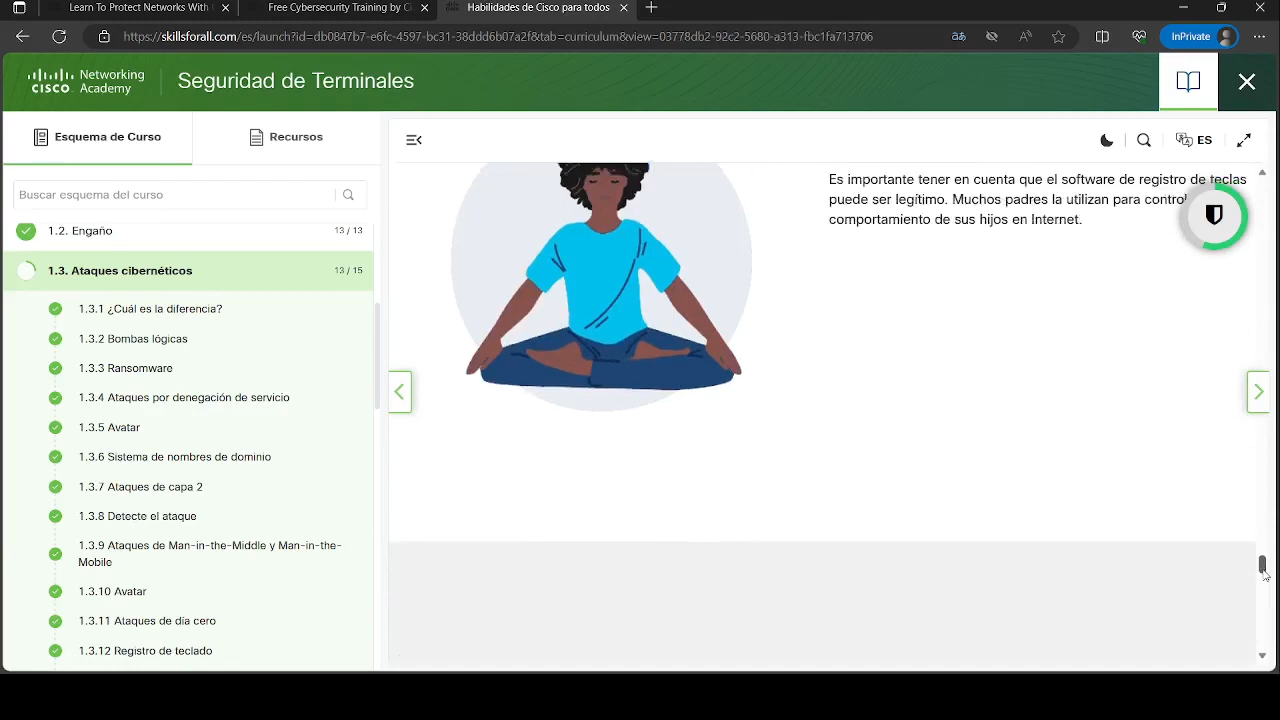 Learn To Protect Networks With
Free Cybersecurity Training by Ci
Habilidades de Cisco para todos
https://skillsforall.com/es/launch?id=db0847b7-e6fc-4597-bc31-38ddd6b07a2f&tab=curriculum&view=03778db2-92c2-5680-a313-fbc1fa713706
InPrivate
Networking
CISCO Academy
Seguridad de Terminales
Esquema de Curso
Recursos
ES
Buscar esquema del curso
1.2. Engaño 13 / 13
1.3. Ataques cibernéticos 13 / 15
1.3.1 ¿Cuál es la diferencia?
1.3.2 Bombas lógicas
1.3.3 Ransomware
1.3.4 Ataques por denegación de servicio
1.3.5 Avatar
1.3.6 Sistema de nombres de dominio
1.3.7 Ataques de capa 2
1.3.8 Detecte el ataque
1.3.9 Ataques de Man-in-the-Middle y Man-in-the-
Mobile
1.3.10 Avatar
1.3.11 Ataques de día cero
1.3.12 Registro de teclado
Es importante tener en cuenta que el software de registro de teclas
puede ser legítimo. Muchos padres la utilizan para control
comportamiento de sus hijos en Internet.